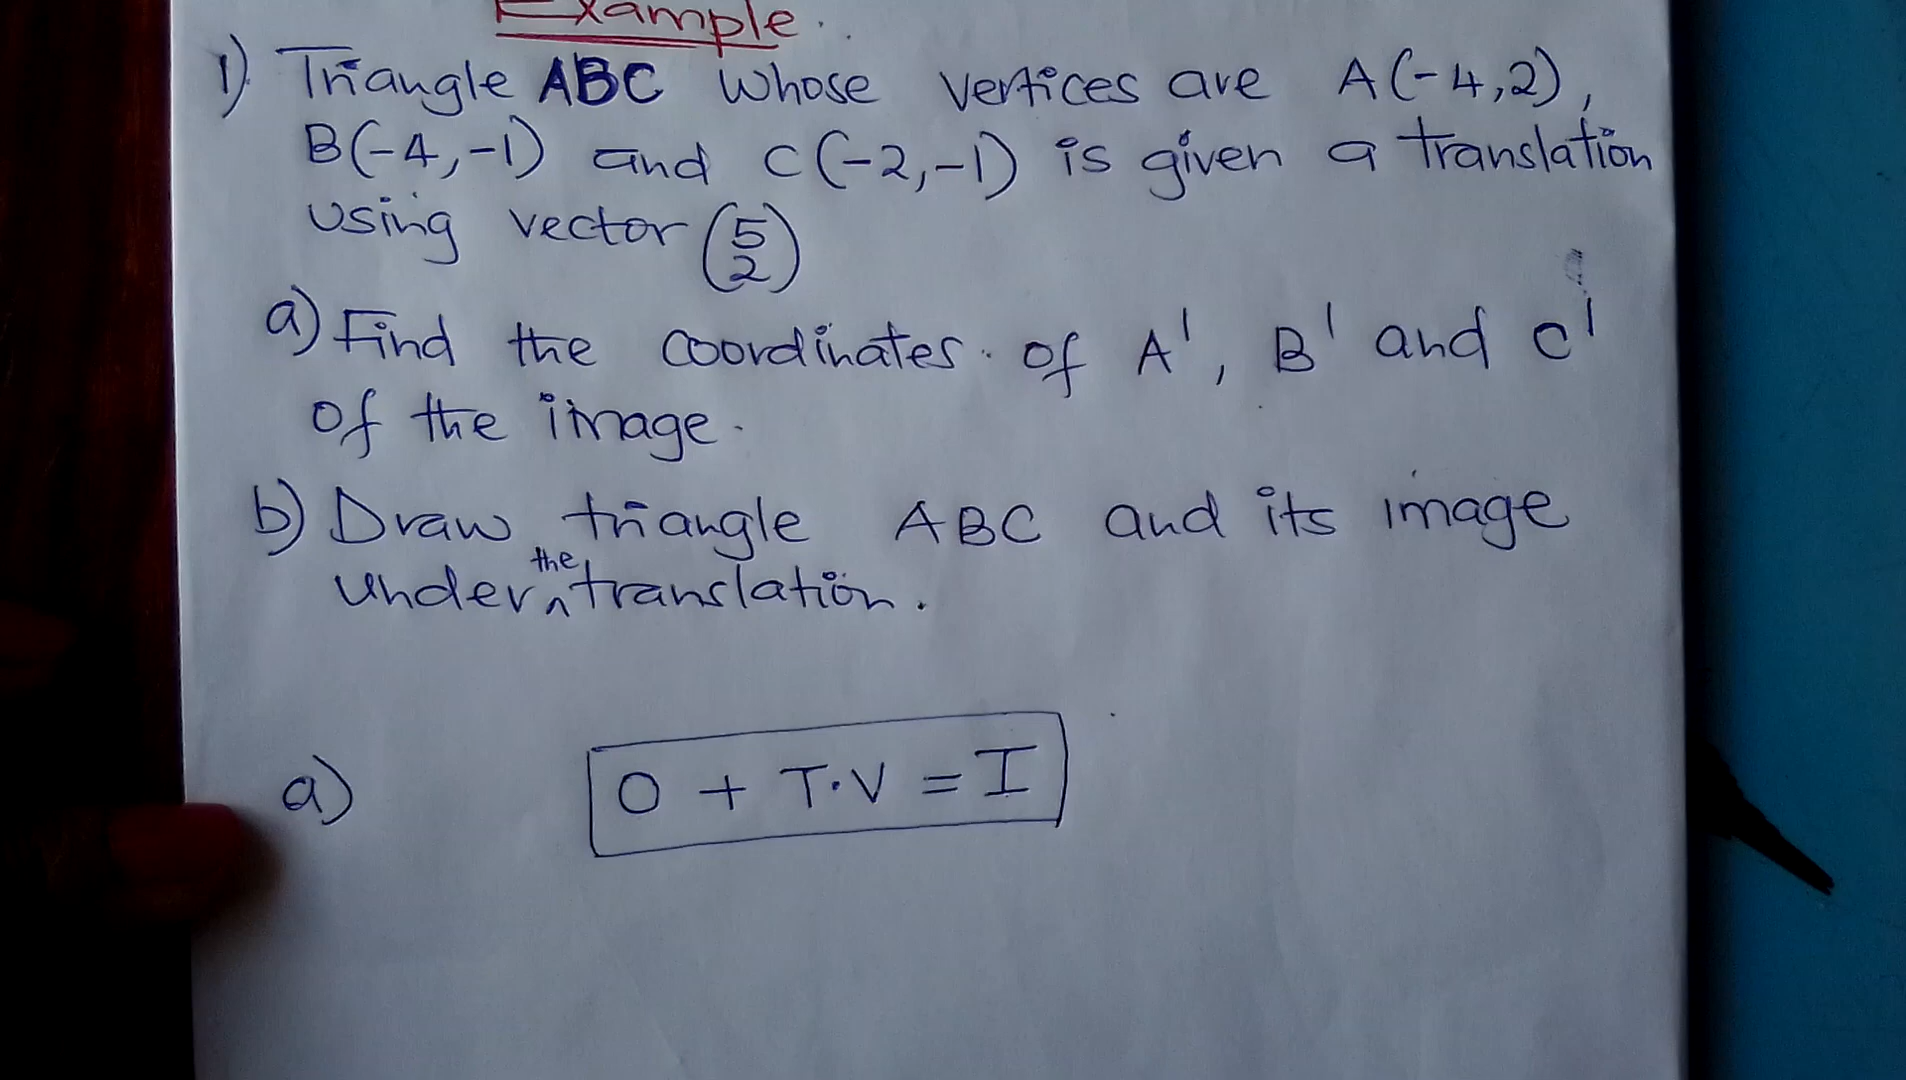 Example.
1) Triangle ABC whose vertices are A(-4,2),
B(-4,-1) and C(-2,-1) is given a translation
using vector (5
2)
a) Find the coordinates of A', B' and C'
of the image.
b) Draw triangle ABC and its image
under the translation.
a) O + T.V = I